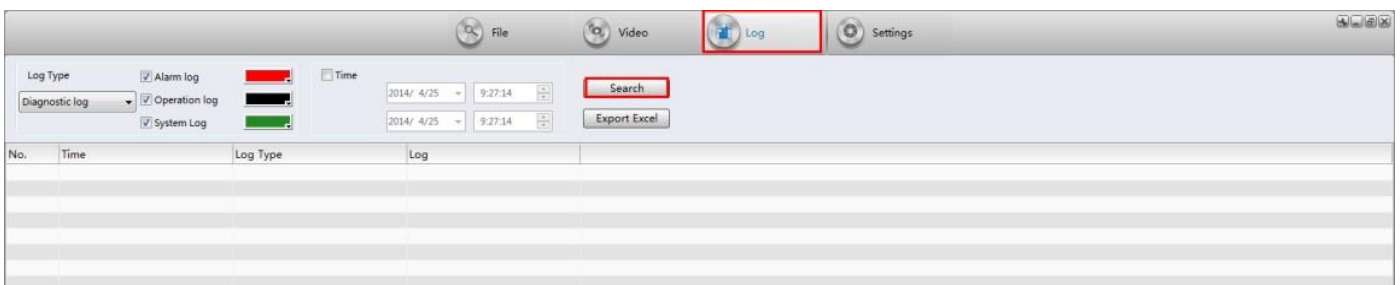 File Video Log Settings
Log Type Alarm log Time
2014/ 4/25 9:27:14 Search
Diagnostic log Operation log
System Log 2014/ 4/25 9:27:14 Export Excel
No. Time Log Type Log